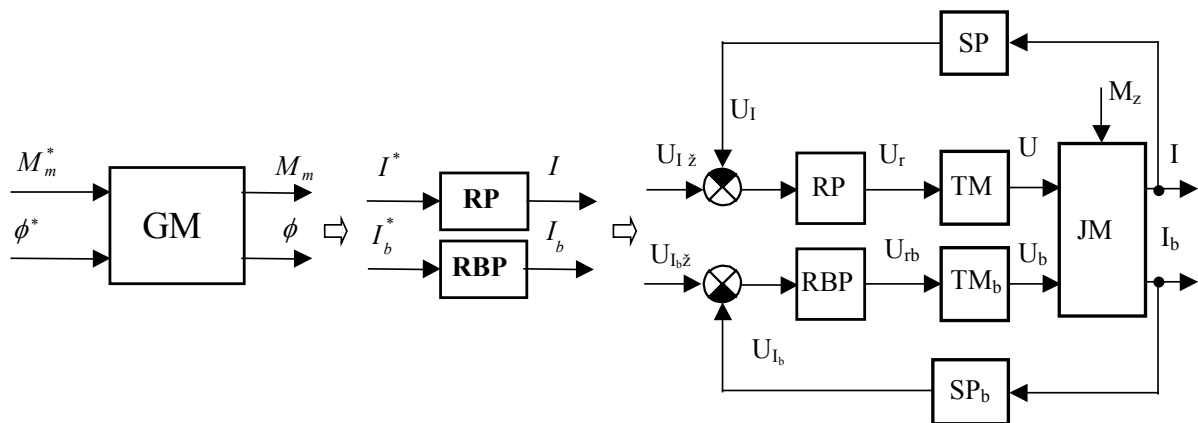 M*m
Mm
ϕ*
ϕ
GM
I*
I
RP
I*b
Ib
RBP
SP
Mz
UI
UI ž
Ur
U
I
RP
TM
JM
UIbž
Urb
Ub
Ib
RBP
TMb
UIb
SPb